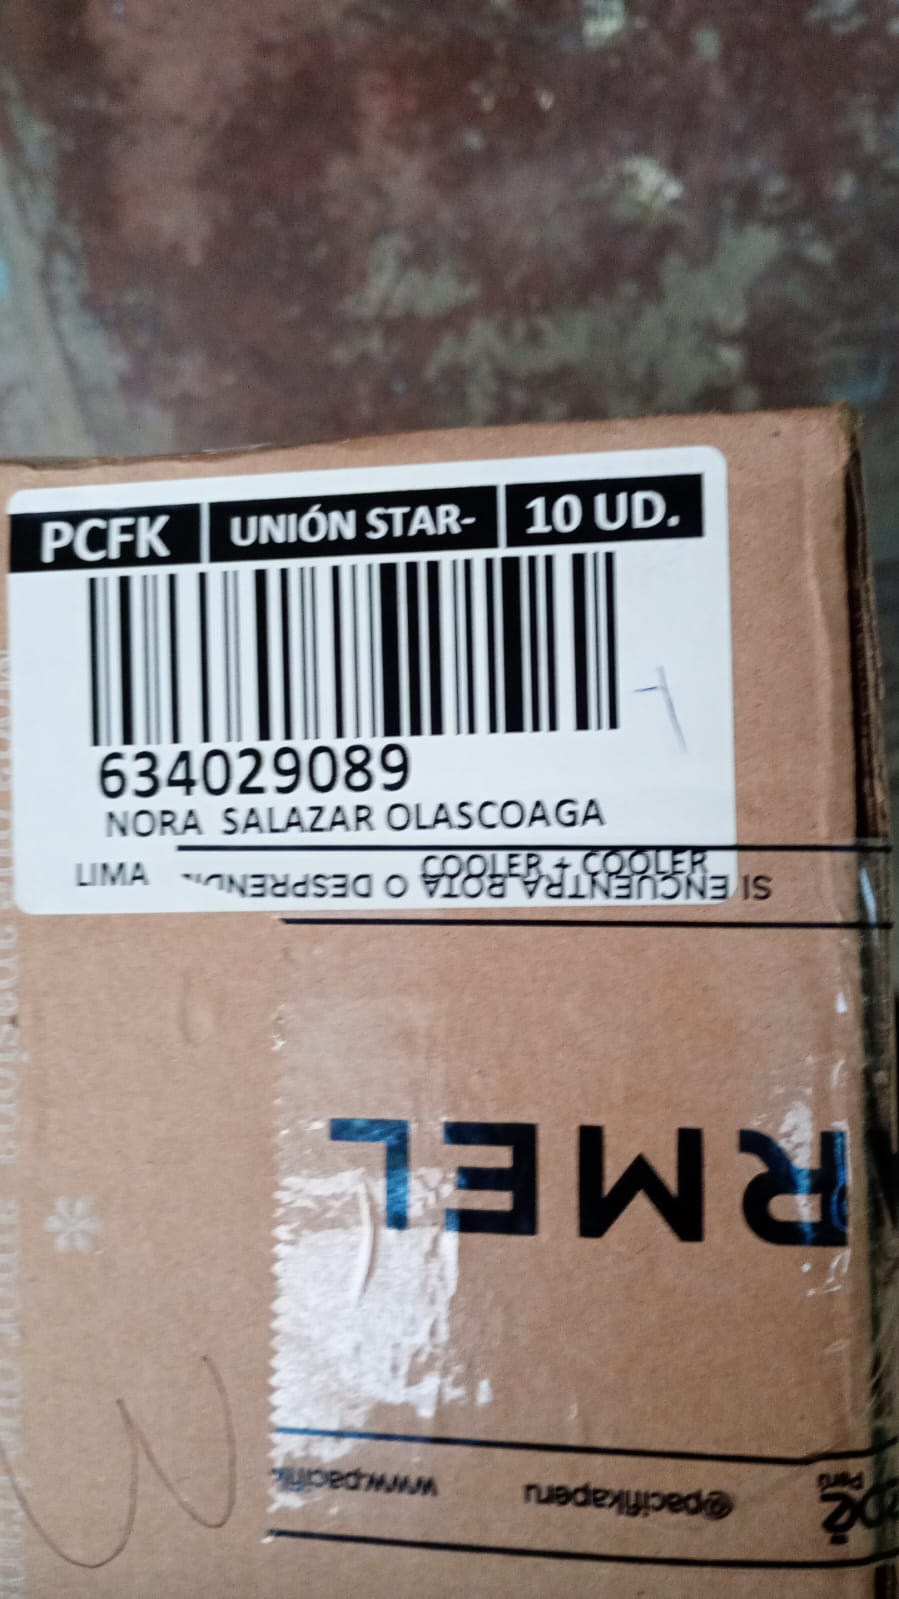 PCFK UNIÓN STAR- 10 UD.
634029089
NORA SALAZAR OLASCOAGA
LIMA COOLER + COOLER
SI ENCUENTRA ROTA O DESPRENDI
RMEL
@pacifikaperu www.pacifik